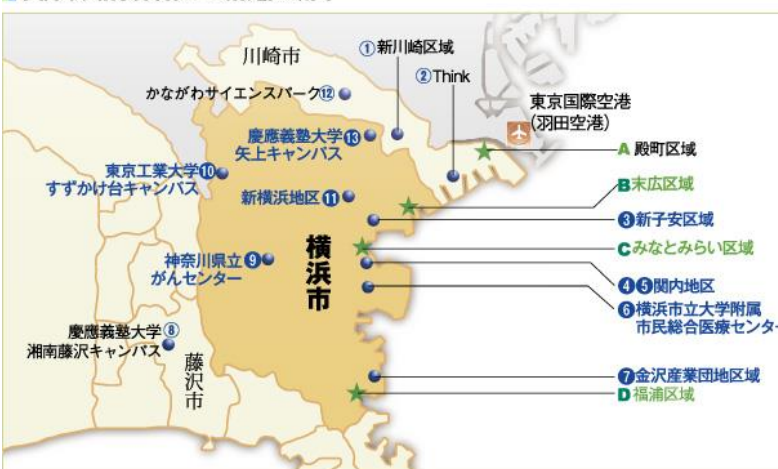 川崎市
①新川崎区域
②Think
かながわサイエンスパーク⑫
東京国際空港
(羽田空港)
慶應義塾大学⑬
矢上キャンパス
A 殿町区域
東京工業大学⑩
すずかけ台キャンパス
B 末広区域
新横浜地区⑪
③新子安区域
横浜市
C みなとみらい区域
神奈川県立⑨
がんセンター
④⑤関内地区
⑥横浜市立大学附属
市民総合医療センター
慶應義塾大学⑧
湘南藤沢キャンパス
藤沢市
⑦金沢産業団地区域
D 福浦区域